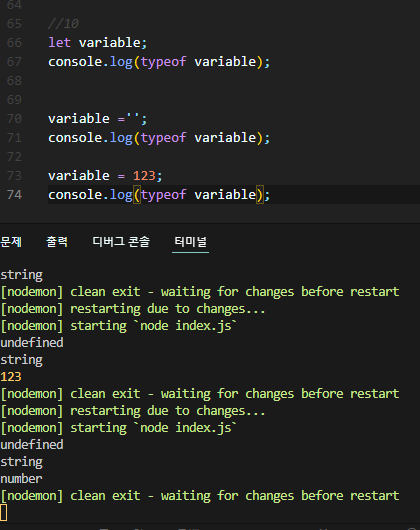 64
65 //10
66 let variable;
67 console.log(typeof variable);
68
69
70 variable ='';
71 console.log(typeof variable);
72
73 variable = 123;
74 console.log(typeof variable);
문제 출력 디버그 콘솔 터미널
string
[nodemon] clean exit - waiting for changes before restart
[nodemon] restarting due to changes...
[nodemon] starting `node index.js`
undefined
string
123
[nodemon] clean exit - waiting for changes before restart
[nodemon] restarting due to changes...
[nodemon] starting `node index.js`
undefined
string
number
[nodemon] clean exit - waiting for changes before restart